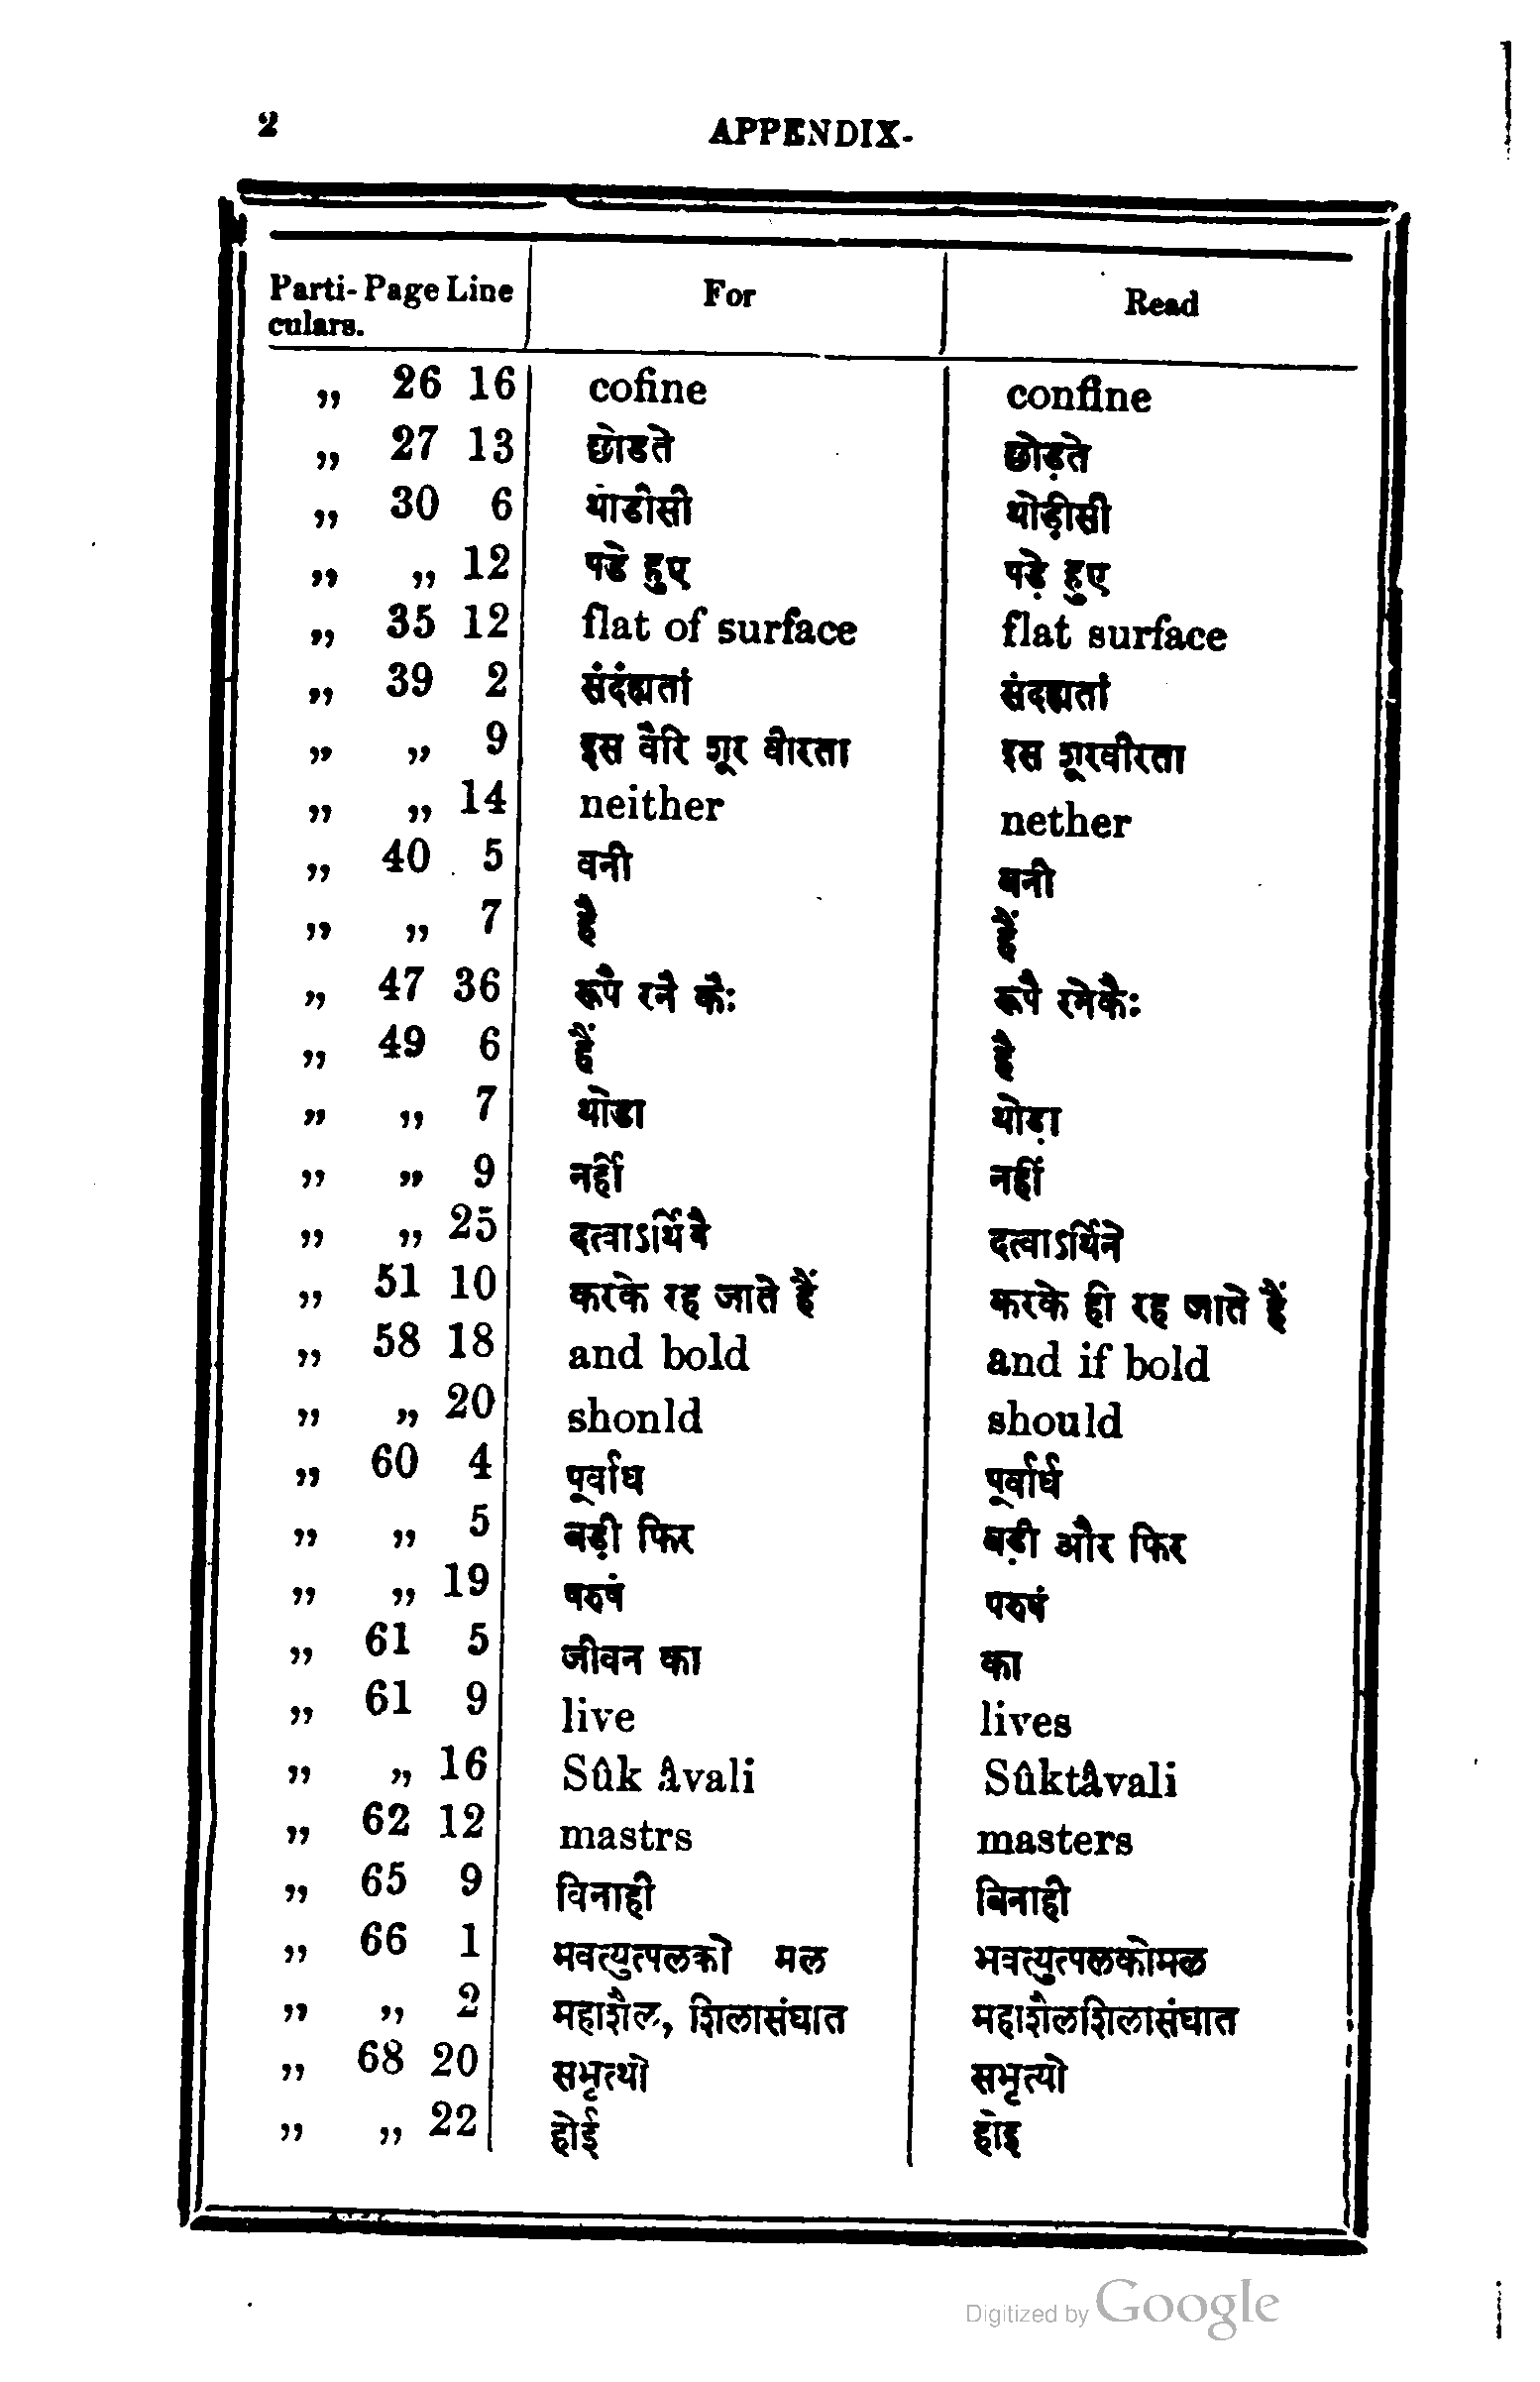 2 APPENDIX-
Parti- Page Line For Read
culars.
„ 26 16 cofine confine
„ 27 13 छोडते छोड़ते
„ 30 6 थोडीसी थोड़ीसी
„ „ 12 पडे हुए पड़े हुए
„ 35 12 flat of surface flat surface
„ 39 2 संदंह्यतां संदह्यतां
„ „ 9 इस वैरि शूर वीरता इस शूरवीरता
„ „ 14 neither nether
„ 40 5 वनी बनी
„ „ 7 है हैं
„ 47 36 रूपै रनै कैः रूपै रनेकैः
„ 49 6 हैं है
„ „ 7 थोडा थोड़ा
„ „ 9 नहीं नहीं
„ „ 25 दत्वाऽर्थिवै दत्वाऽर्थिने
„ 51 10 करके रह जाते हैं करके ही रह जाते हैं
„ 58 18 and bold and if bold
„ „ 20 shonld should
„ 60 4 पूर्वाध पूर्वार्ध
„ „ 5 बड़ी फिर बड़ी और फिर
„ „ 19 षरुषं परुषं
„ 61 5 जीवन का का
„ 61 9 live lives
„ „ 16 Sûk Âvali Sûktâvali
„ 62 12 mastrs masters
„ 65 9 विनाही बिनाही
„ 66 1 मवत्युत्पलको मल भवत्युत्पलकोमल
„ „ 2 महाशैल, शिलासंघात महाशैलशिलासंघात
„ 68 20 सभृत्थो सभृत्यो
„ „ 22 होई होइ
Digitized by Google